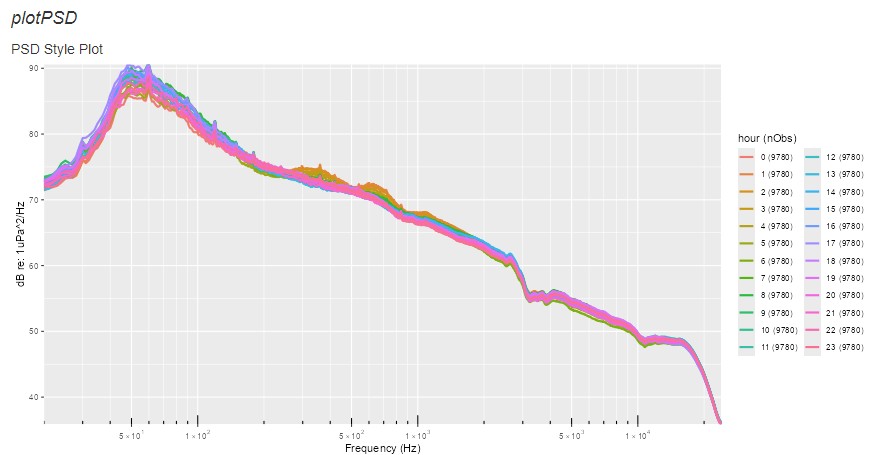 plotPSD
PSD Style Plot
90
80
70
60
50
40
dB re: 1uPa^2/Hz
5×10¹ 1×10² 5×10² 1×10³ 5×10³ 1×10⁴
Frequency (Hz)
hour (nObs)
0 (9780) 12 (9780)
1 (9780) 13 (9780)
2 (9780) 14 (9780)
3 (9780) 15 (9780)
4 (9780) 16 (9780)
5 (9780) 17 (9780)
6 (9780) 18 (9780)
7 (9780) 19 (9780)
8 (9780) 20 (9780)
9 (9780) 21 (9780)
10 (9780) 22 (9780)
11 (9780) 23 (9780)